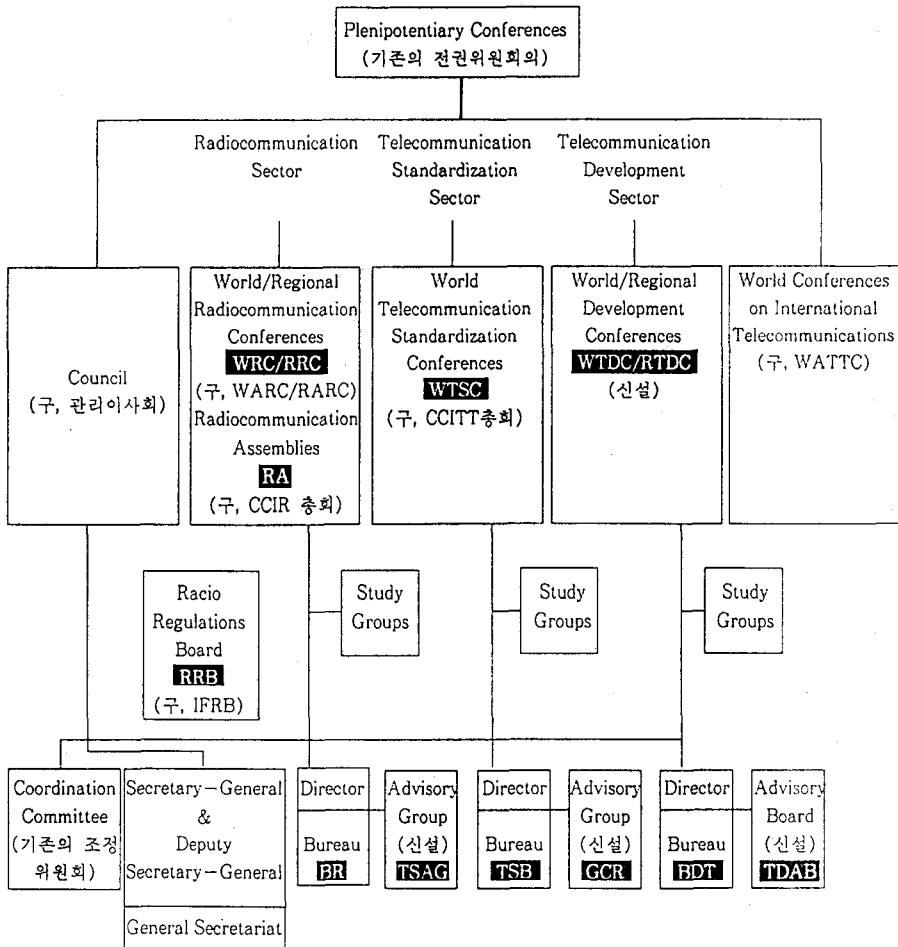 Plenipotentiary Conferences
(기존의 전권위원회의)
Radiocommunication
Sector
Telecommunication
Standardization
Sector
Telecommunication
Development
Sector
Council
(구, 관리이사회)
World/Regional
Radiocommunication
Conferences
WRC/RRC
(구, WARC/RARC)
Radiocommunication
Assemblies
RA
(구, CCIR 총회)
World
Telecommunication
Standardization
Conferences
WTSC
(구, CCITT총회)
World/Regional
Development
Conferences
WTDC/RTDC
(신설)
World Conferences
on International
Telecommunications
(구, WATTC)
Racio
Regulations
Board
RRB
(구, IFRB)
Study
Groups
Study
Groups
Study
Groups
Coordination
Committee
(기존의 조정
위원회)
Secretary-General
&
Deputy
Secretary-General
General Secretariat
Director
Bureau
BR
Advisory
Group
(신설)
TSAG
Director
Bureau
TSB
Advisory
Group
(신설)
GCR
Director
Bureau
BDT
Advisory
Board
(신설)
TDAB